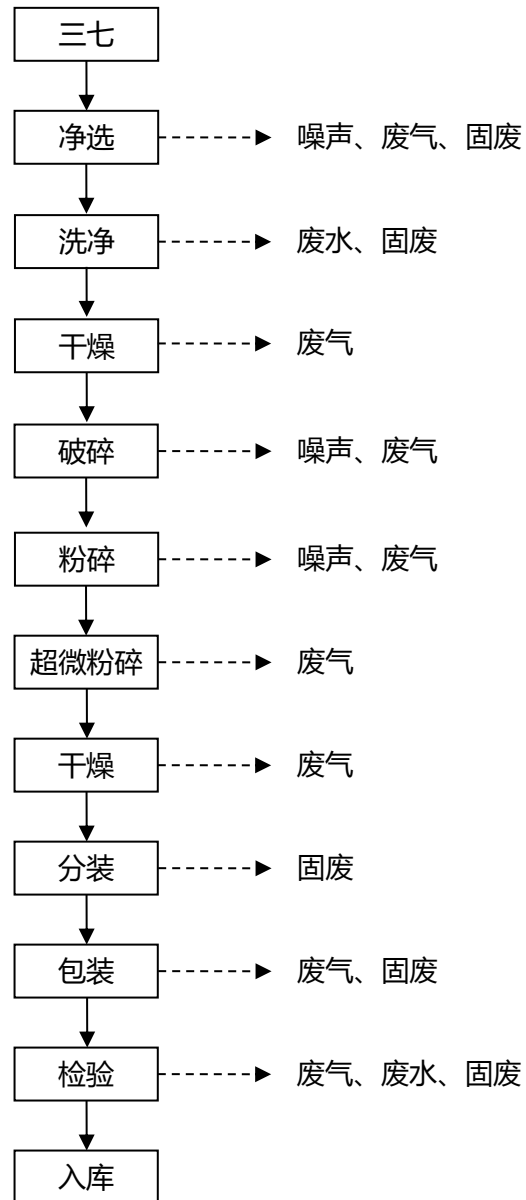 三七
净选 噪声、废气、固废
洗净 废水、固废
干燥 废气
破碎 噪声、废气
粉碎 噪声、废气
超微粉碎 废气
干燥 废气
分装 固废
包装 废气、固废
检验 废气、废水、固废
入库